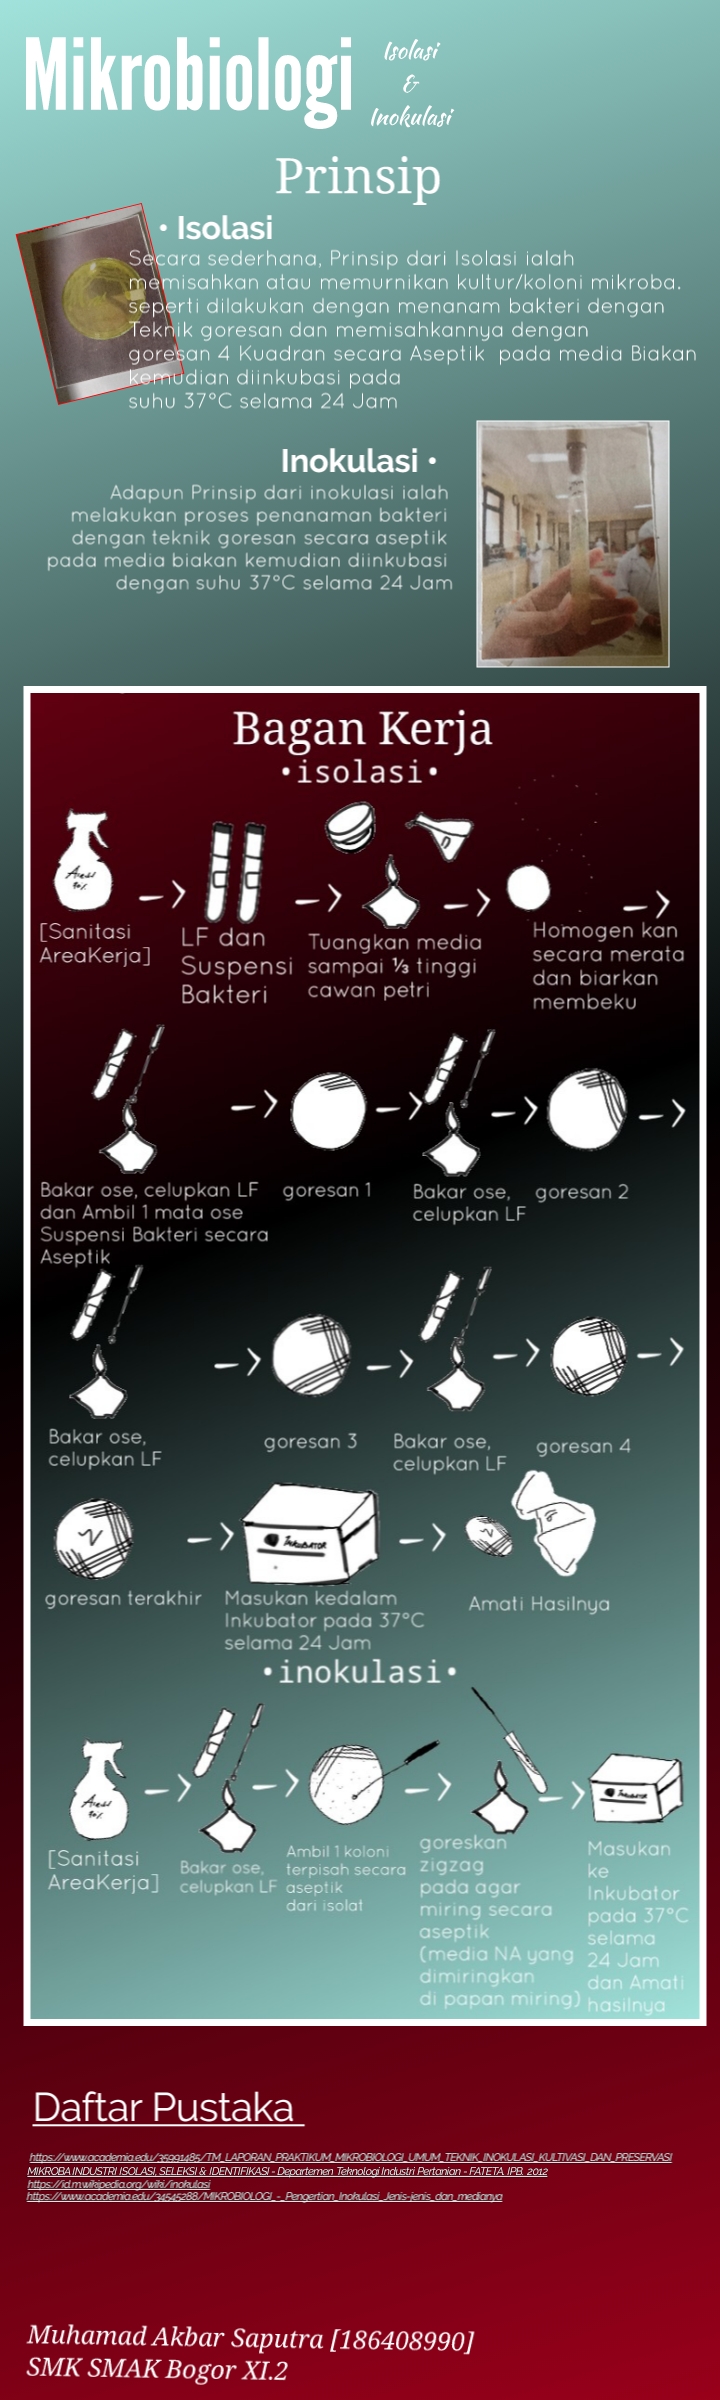 Mikrobiologi
Isolasi
&
Inokulasi
Prinsip
• Isolasi
Secara sederhana, Prinsip dari Isolasi ialah
memisahkan atau memurnikan kultur/koloni mikroba.
seperti dilakukan dengan menanam bakteri dengan
Teknik goresan dan memisahkannya dengan
goresan 4 Kuadran secara Aseptik pada media Biakan
kemudian diinkubasi pada
suhu 37°C selama 24 Jam
Inokulasi •
Adapun Prinsip dari inokulasi ialah
melakukan proses penanaman bakteri
dengan teknik goresan secara aseptik
pada media biakan kemudian diinkubasi
dengan suhu 37°C selama 24 Jam
Bagan Kerja
•isolasi•
[Sanitasi
AreaKerja]
LF dan
Suspensi
Bakteri
Tuangkan media
sampai ⅓ tinggi
cawan petri
Homogen kan
secara merata
dan biarkan
membeku
Bakar ose, celupkan LF
dan Ambil 1 mata ose
Suspensi Bakteri secara
Aseptik
goresan 1
Bakar ose,
celupkan LF
goresan 2
Bakar ose,
celupkan LF
goresan 3
Bakar ose,
celupkan LF
goresan 4
goresan terakhir
INKUBATOR
Masukan kedalam
Inkubator pada 37°C
selama 24 Jam
Amati Hasilnya
•inokulasi•
[Sanitasi
AreaKerja]
Bakar ose,
celupkan LF
Ambil 1 koloni
terpisah secara
aseptik
dari isolat
goreskan
zigzag
pada agar
miring secara
aseptik
(media NA yang
dimiringkan
di papan miring)
Masukan
ke
Inkubator
pada 37°C
selama
24 Jam
dan Amati
hasilnya
Daftar Pustaka
https://www.academia.edu/35991485/TM_LAPORAN_PRAKTIKUM_MIKROBIOLOGI_UMUM_TEKNIK_INOKULASI_KULTIVASI_DAN_PRESERVASI
MIKROBA INDUSTRI ISOLASI, SELEKSI & IDENTIFIKASI - Departemen Teknologi Industri Pertanian - FATETA, IPB. 2012
https://id.m.wikipedia.org/wiki/inokulasi
https://www.academia.edu/34545288/MIKROBIOLOGI_-_Pengertian_Inokulasi_Jenis-jenis_dan_medianya
Muhamad Akbar Saputra [186408990]
SMK SMAK Bogor XI.2